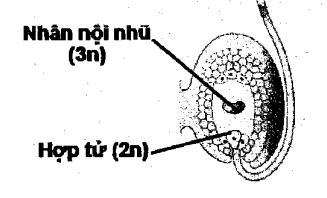 Nhân nội nhũ
(3n)
Hợp tử (2n)